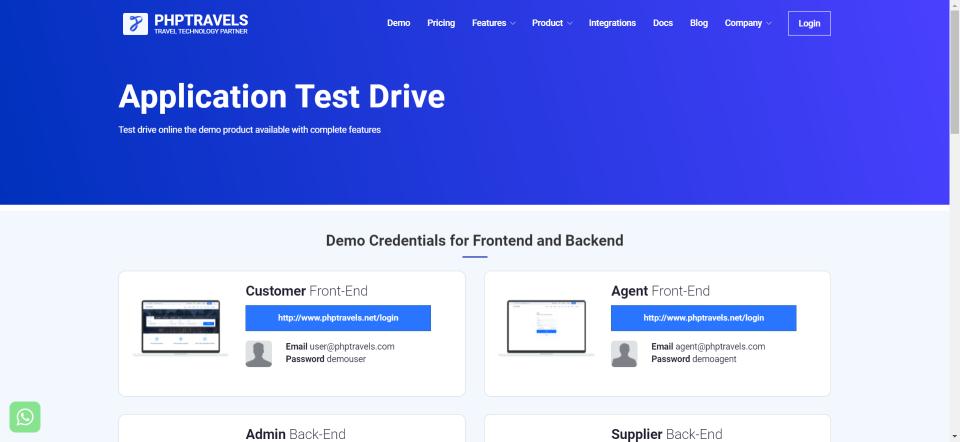 PHPTRAVELS
TRAVEL TECHNOLOGY PARTNER
Demo
Pricing
Features
Product
Integrations
Docs
Blog
Company
Login
Application Test Drive
Test drive online the demo product available with complete features
Demo Credentials for Frontend and Backend
Customer Front-End
http://www.phptravels.net/login
Email user@phptravels.com
Password demouser
Agent Front-End
http://www.phptravels.net/login
Email agent@phptravels.com
Password demoagent
Admin Back-End
Supplier Back-End